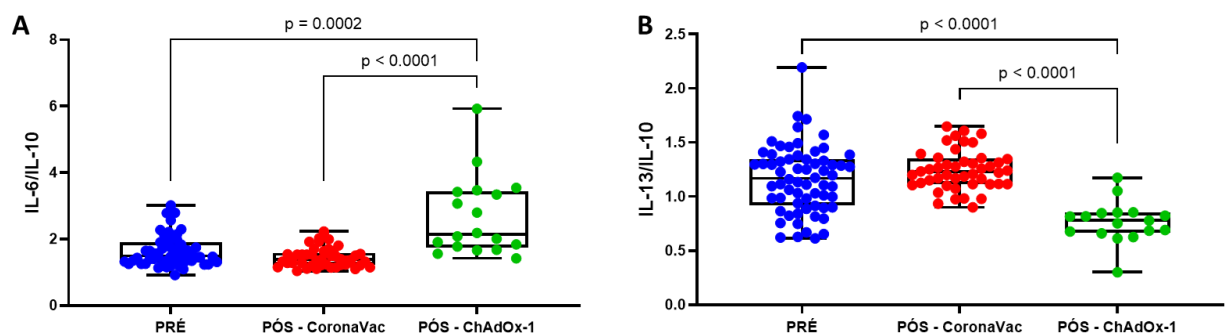 A
IL-6/IL-10
8
6
4
2
0
p = 0.0002
p < 0.0001
PRÉ
PÓS - CoronaVac
PÓS - ChAdOx-1
B
IL-13/IL-10
2.5
2.0
1.5
1.0
0.5
0.0
p < 0.0001
p < 0.0001
PRÉ
PÓS - CoronaVac
PÓS - ChAdOx-1